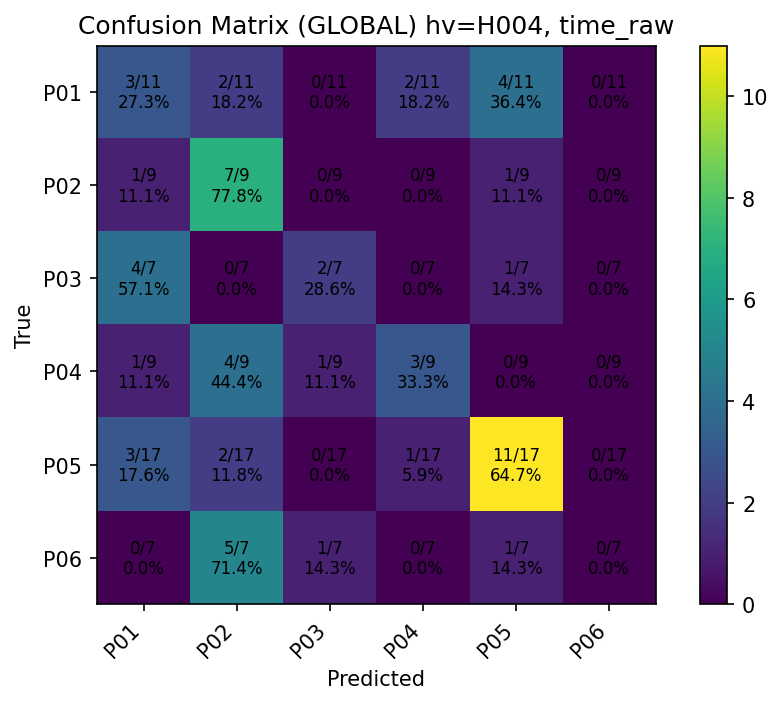 Confusion Matrix (GLOBAL) hv=H004, time_raw
P01
3/11 2/11 0/11 2/11 4/11 0/11
27.3% 18.2% 0.0% 18.2% 36.4% 0.0%
P02
1/9 7/9 0/9 0/9 1/9 0/9
11.1% 77.8% 0.0% 0.0% 11.1% 0.0%
P03
4/7 0/7 2/7 0/7 1/7 0/7
57.1% 0.0% 28.6% 0.0% 14.3% 0.0%
P04
1/9 4/9 1/9 3/9 0/9 0/9
11.1% 44.4% 11.1% 33.3% 0.0% 0.0%
P05
3/17 2/17 0/17 1/17 11/17 0/17
17.6% 11.8% 0.0% 5.9% 64.7% 0.0%
P06
0/7 5/7 1/7 0/7 1/7 0/7
0.0% 71.4% 14.3% 0.0% 14.3% 0.0%
True
P01 P02 P03 P04 P05 P06
Predicted
10
8
6
4
2
0